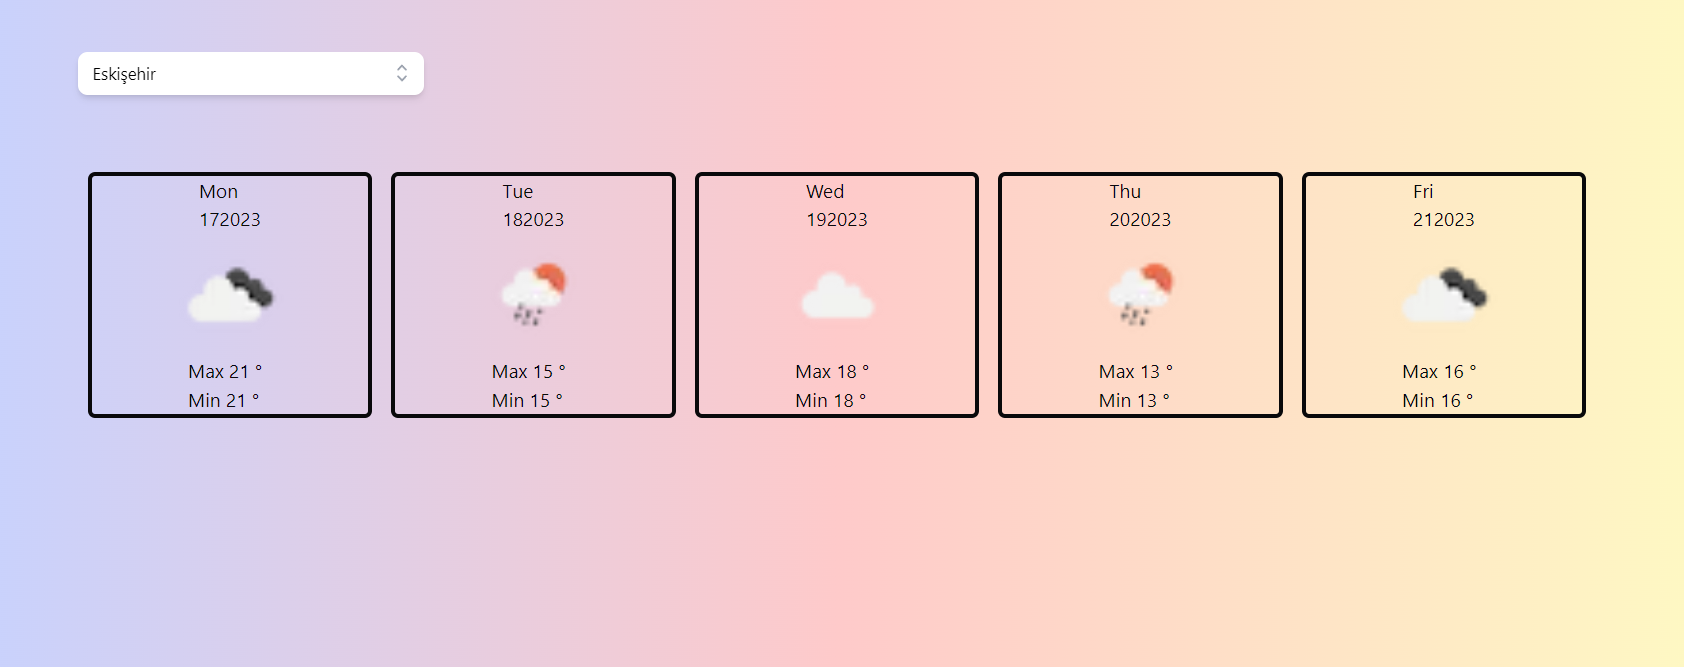 Eskişehir
Mon
172023
Max 21 °
Min 21 °
Tue
182023
Max 15 °
Min 15 °
Wed
192023
Max 18 °
Min 18 °
Thu
202023
Max 13 °
Min 13 °
Fri
212023
Max 16 °
Min 16 °